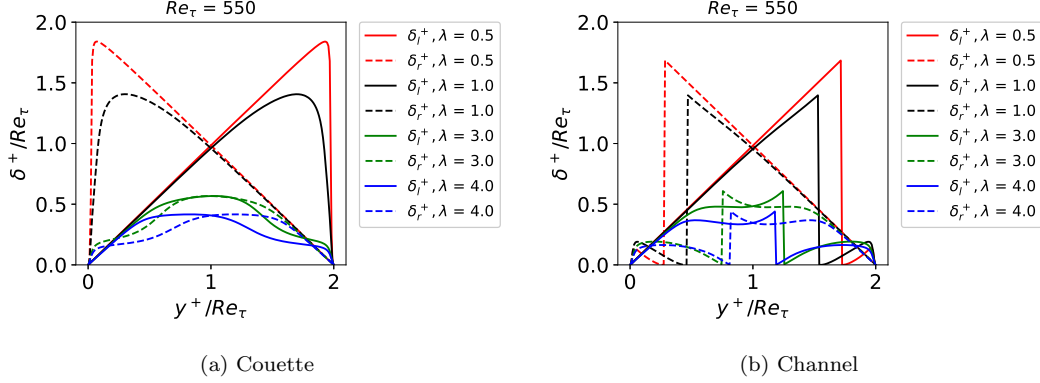 Re_τ = 550
2.0
1.5
1.0
0.5
0.0
δ⁺/Re_τ
0
1
2
y⁺/Re_τ
δ_l⁺, λ = 0.5
δ_r⁺, λ = 0.5
δ_l⁺, λ = 1.0
δ_r⁺, λ = 1.0
δ_l⁺, λ = 3.0
δ_r⁺, λ = 3.0
δ_l⁺, λ = 4.0
δ_r⁺, λ = 4.0
(a) Couette
Re_τ = 550
2.0
1.5
1.0
0.5
0.0
δ⁺/Re_τ
0
1
2
y⁺/Re_τ
δ_l⁺, λ = 0.5
δ_r⁺, λ = 0.5
δ_l⁺, λ = 1.0
δ_r⁺, λ = 1.0
δ_l⁺, λ = 3.0
δ_r⁺, λ = 3.0
δ_l⁺, λ = 4.0
δ_r⁺, λ = 4.0
(b) Channel